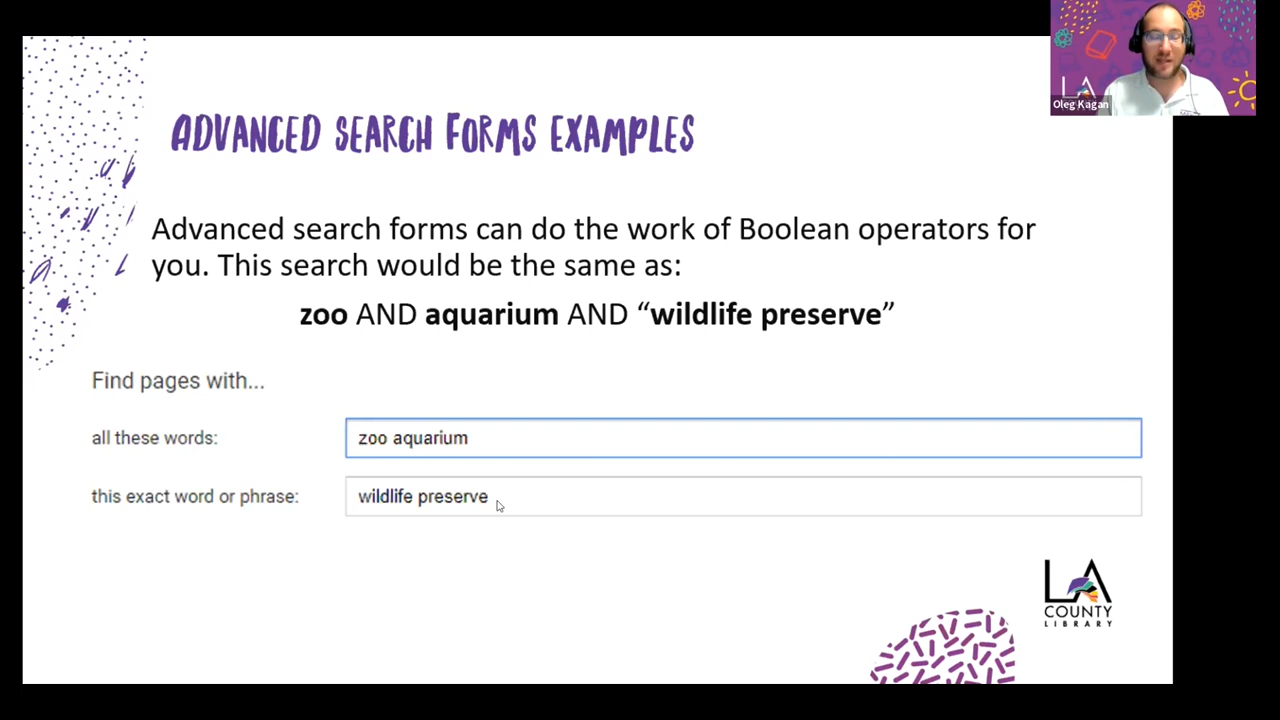 Oleg Kagan
LA
ADVANCED SEARCH FORMS EXAMPLES
Advanced search forms can do the work of Boolean operators for
you. This search would be the same as:
zoo AND aquarium AND “wildlife preserve”
Find pages with...
all these words: zoo aquarium
this exact word or phrase: wildlife preserve
LA
COUNTY
LIBRARY